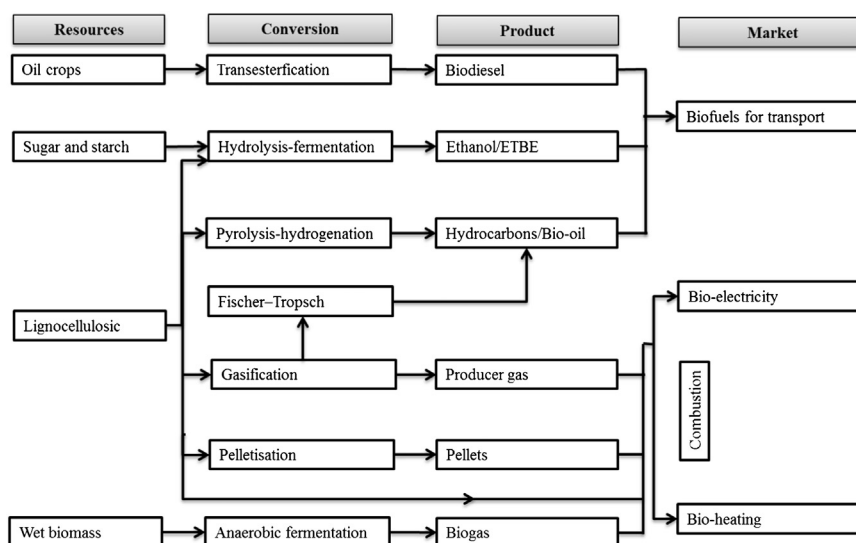 Resources
Conversion
Product
Market
Oil crops
Transesterfication
Biodiesel
Biofuels for transport
Sugar and starch
Hydrolysis-fermentation
Ethanol/ETBE
Pyrolysis-hydrogenation
Hydrocarbons/Bio-oil
Fischer–Tropsch
Bio-electricity
Lignocellulosic
Gasification
Producer gas
Combustion
Pelletisation
Pellets
Bio-heating
Wet biomass
Anaerobic fermentation
Biogas